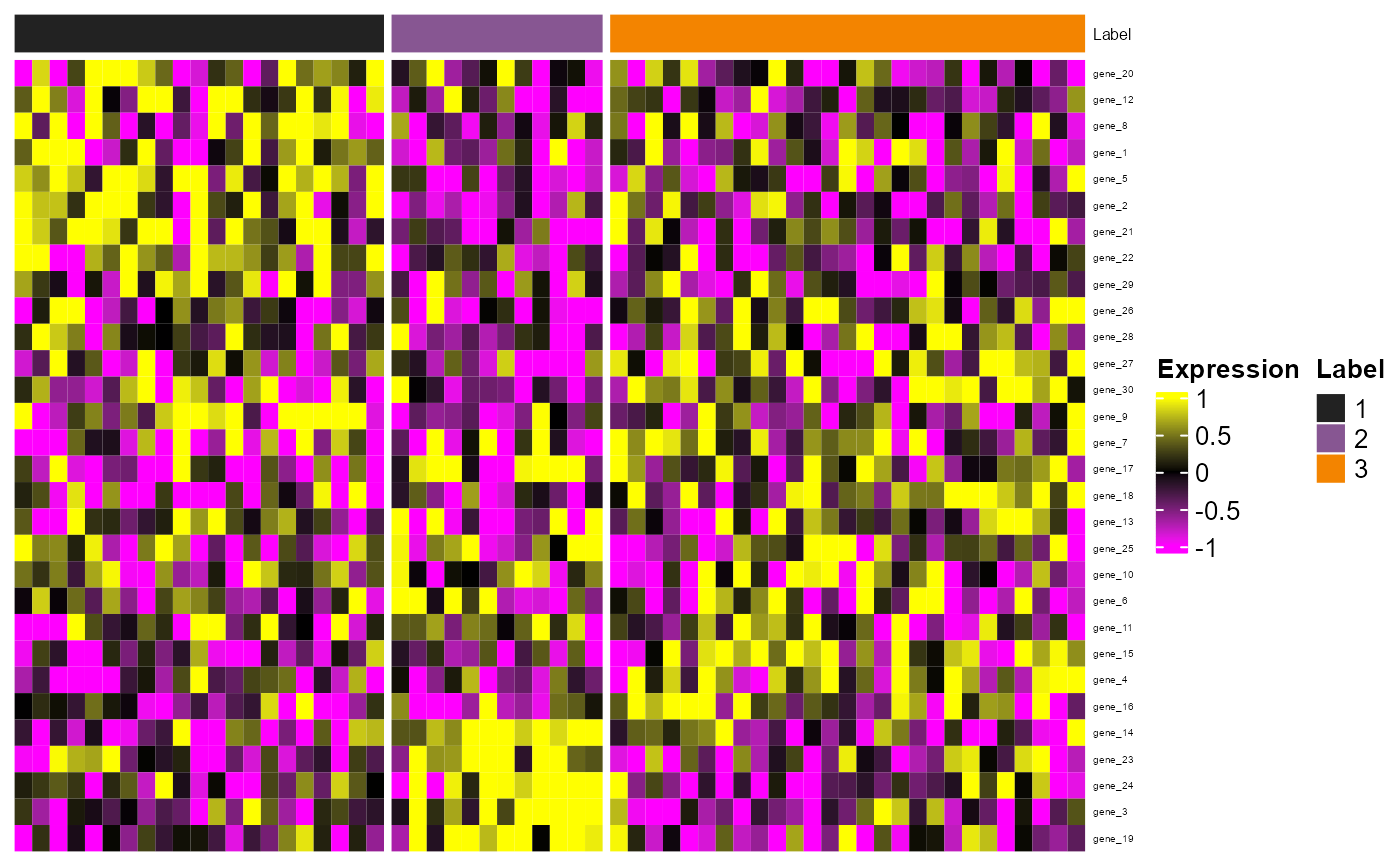 Label
gene_20
gene_12
gene_8
gene_1
gene_5
gene_2
gene_21
gene_22
gene_29
gene_26
gene_28
gene_27
gene_30
gene_9
gene_7
gene_17
gene_18
gene_13
gene_25
gene_10
gene_6
gene_11
gene_15
gene_4
gene_16
gene_14
gene_23
gene_24
gene_3
gene_19
Expression
1
0.5
0
-0.5
-1
Label
1
2
3